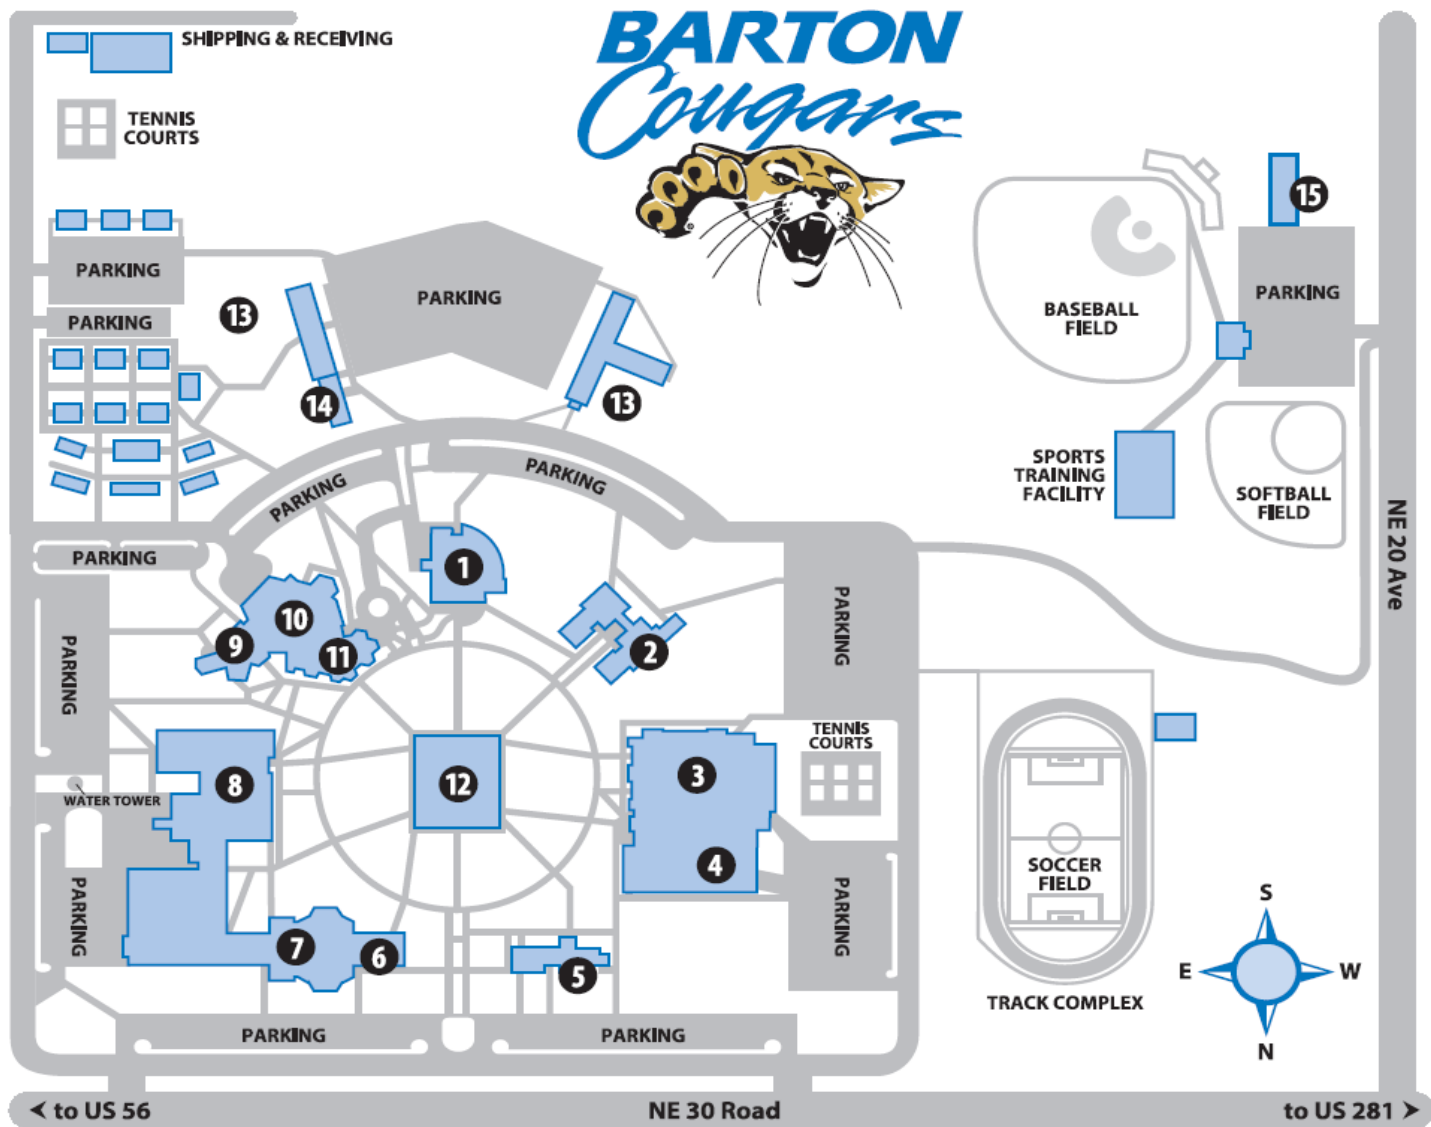 BARTON
Cougars
SHIPPING & RECEIVING
TENNIS
COURTS
15
PARKING
PARKING
PARKING
BASEBALL
FIELD
13
PARKING
14
13
SPORTS
TRAINING
FACILITY
SOFTBALL
FIELD
NE 20 Ave
PARKING
PARKING
PARKING
1
PARKING
10
9
11
2
PARKING
TENNIS
COURTS
8
12
3
WATER TOWER
4
SOCCER
FIELD
PARKING
PARKING
7
6
5
S
E
W
N
TRACK COMPLEX
PARKING
PARKING
< to US 56
NE 30 Road
to US 281 >